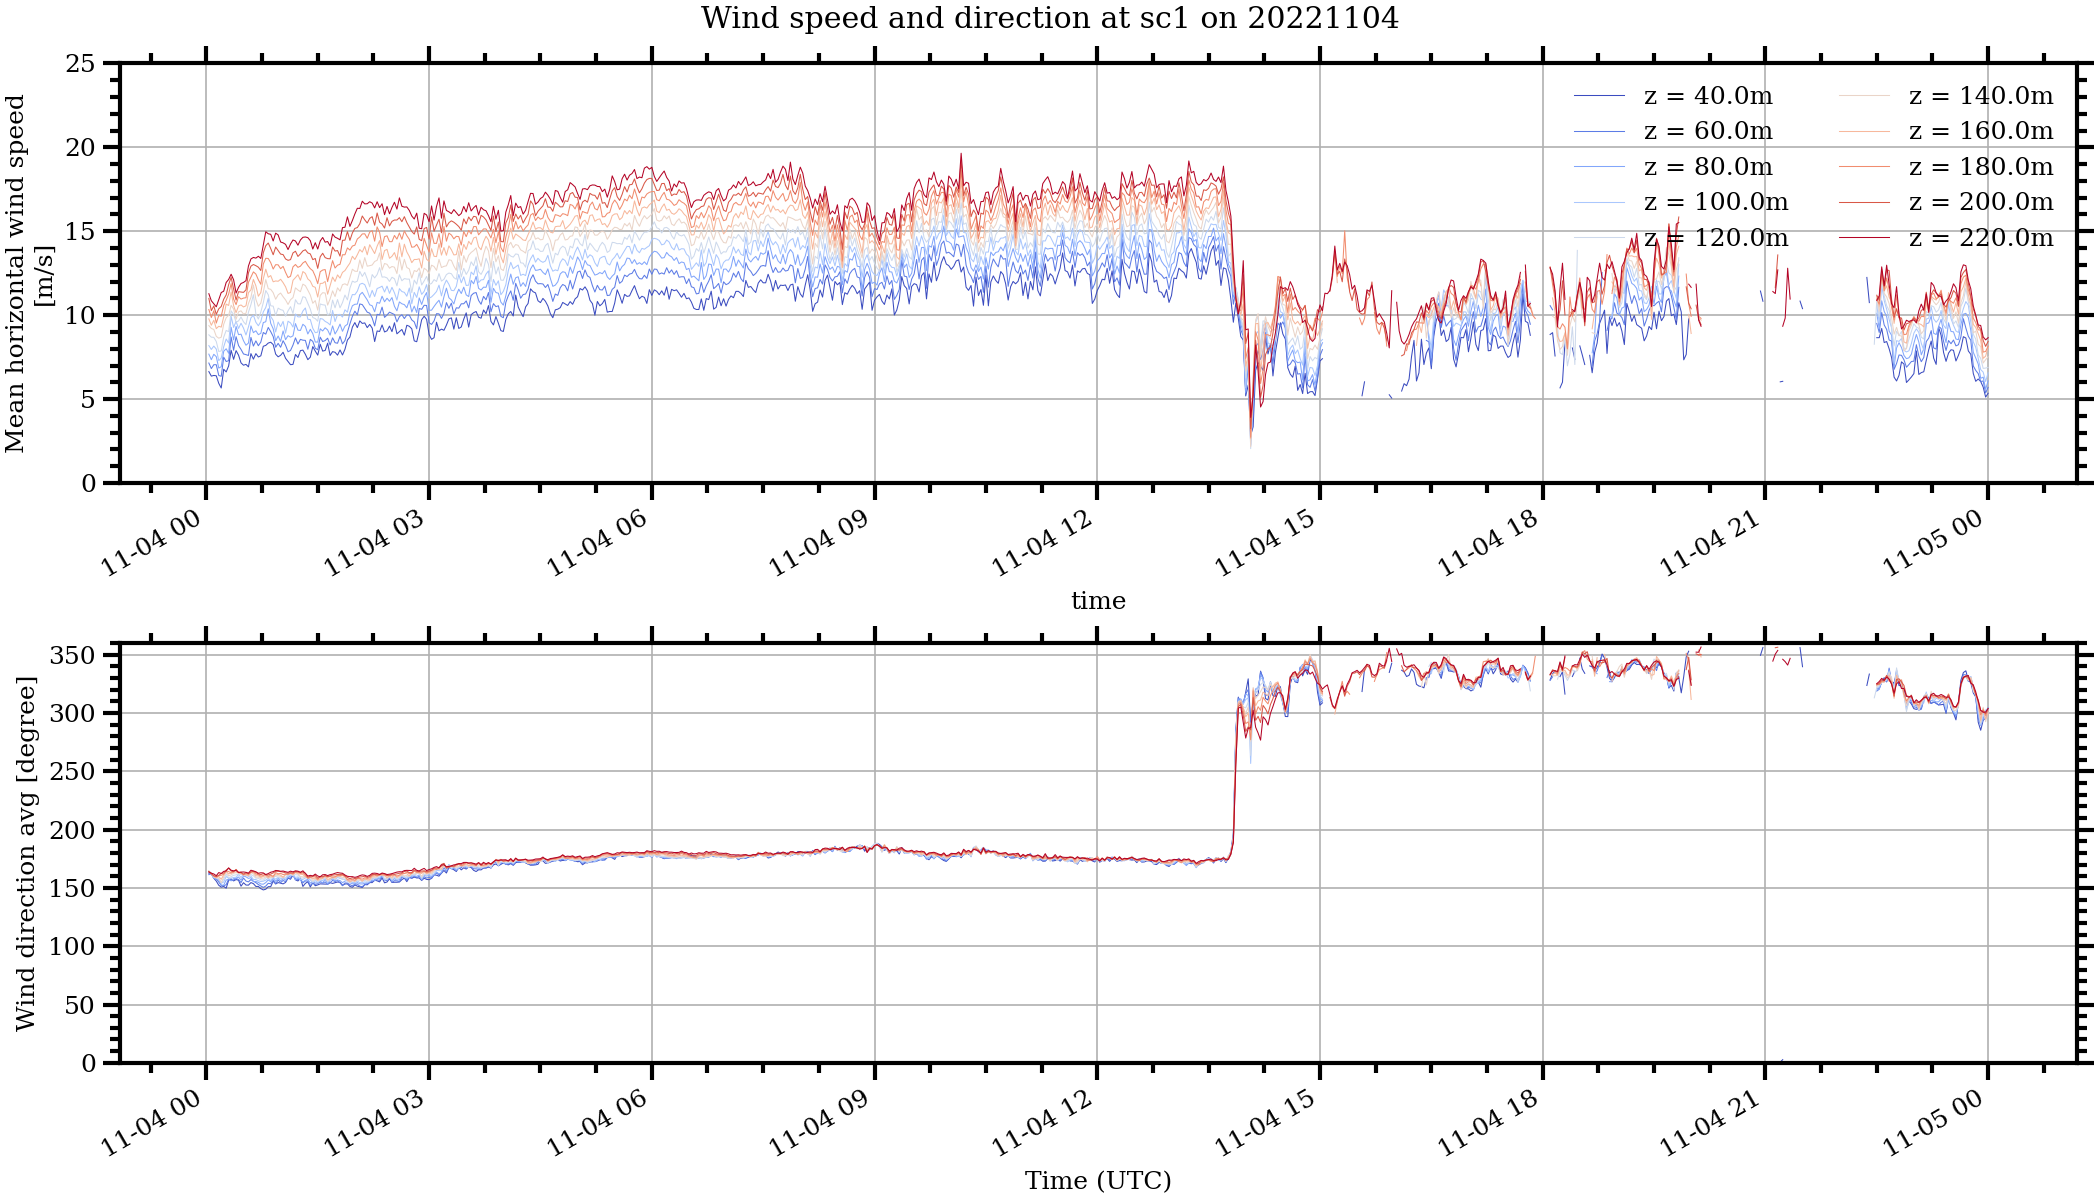 Wind speed and direction at sc1 on 20221104
Mean horizontal wind speed
[m/s]
25
20
15
10
5
0
z = 40.0m
z = 60.0m
z = 80.0m
z = 100.0m
z = 120.0m
z = 140.0m
z = 160.0m
z = 180.0m
z = 200.0m
z = 220.0m
11-04 00
11-04 03
11-04 06
11-04 09
11-04 12
11-04 15
11-04 18
11-04 21
11-05 00
time
Wind direction avg [degree]
350
300
250
200
150
100
50
0
11-04 00
11-04 03
11-04 06
11-04 09
11-04 12
11-04 15
11-04 18
11-04 21
11-05 00
Time (UTC)